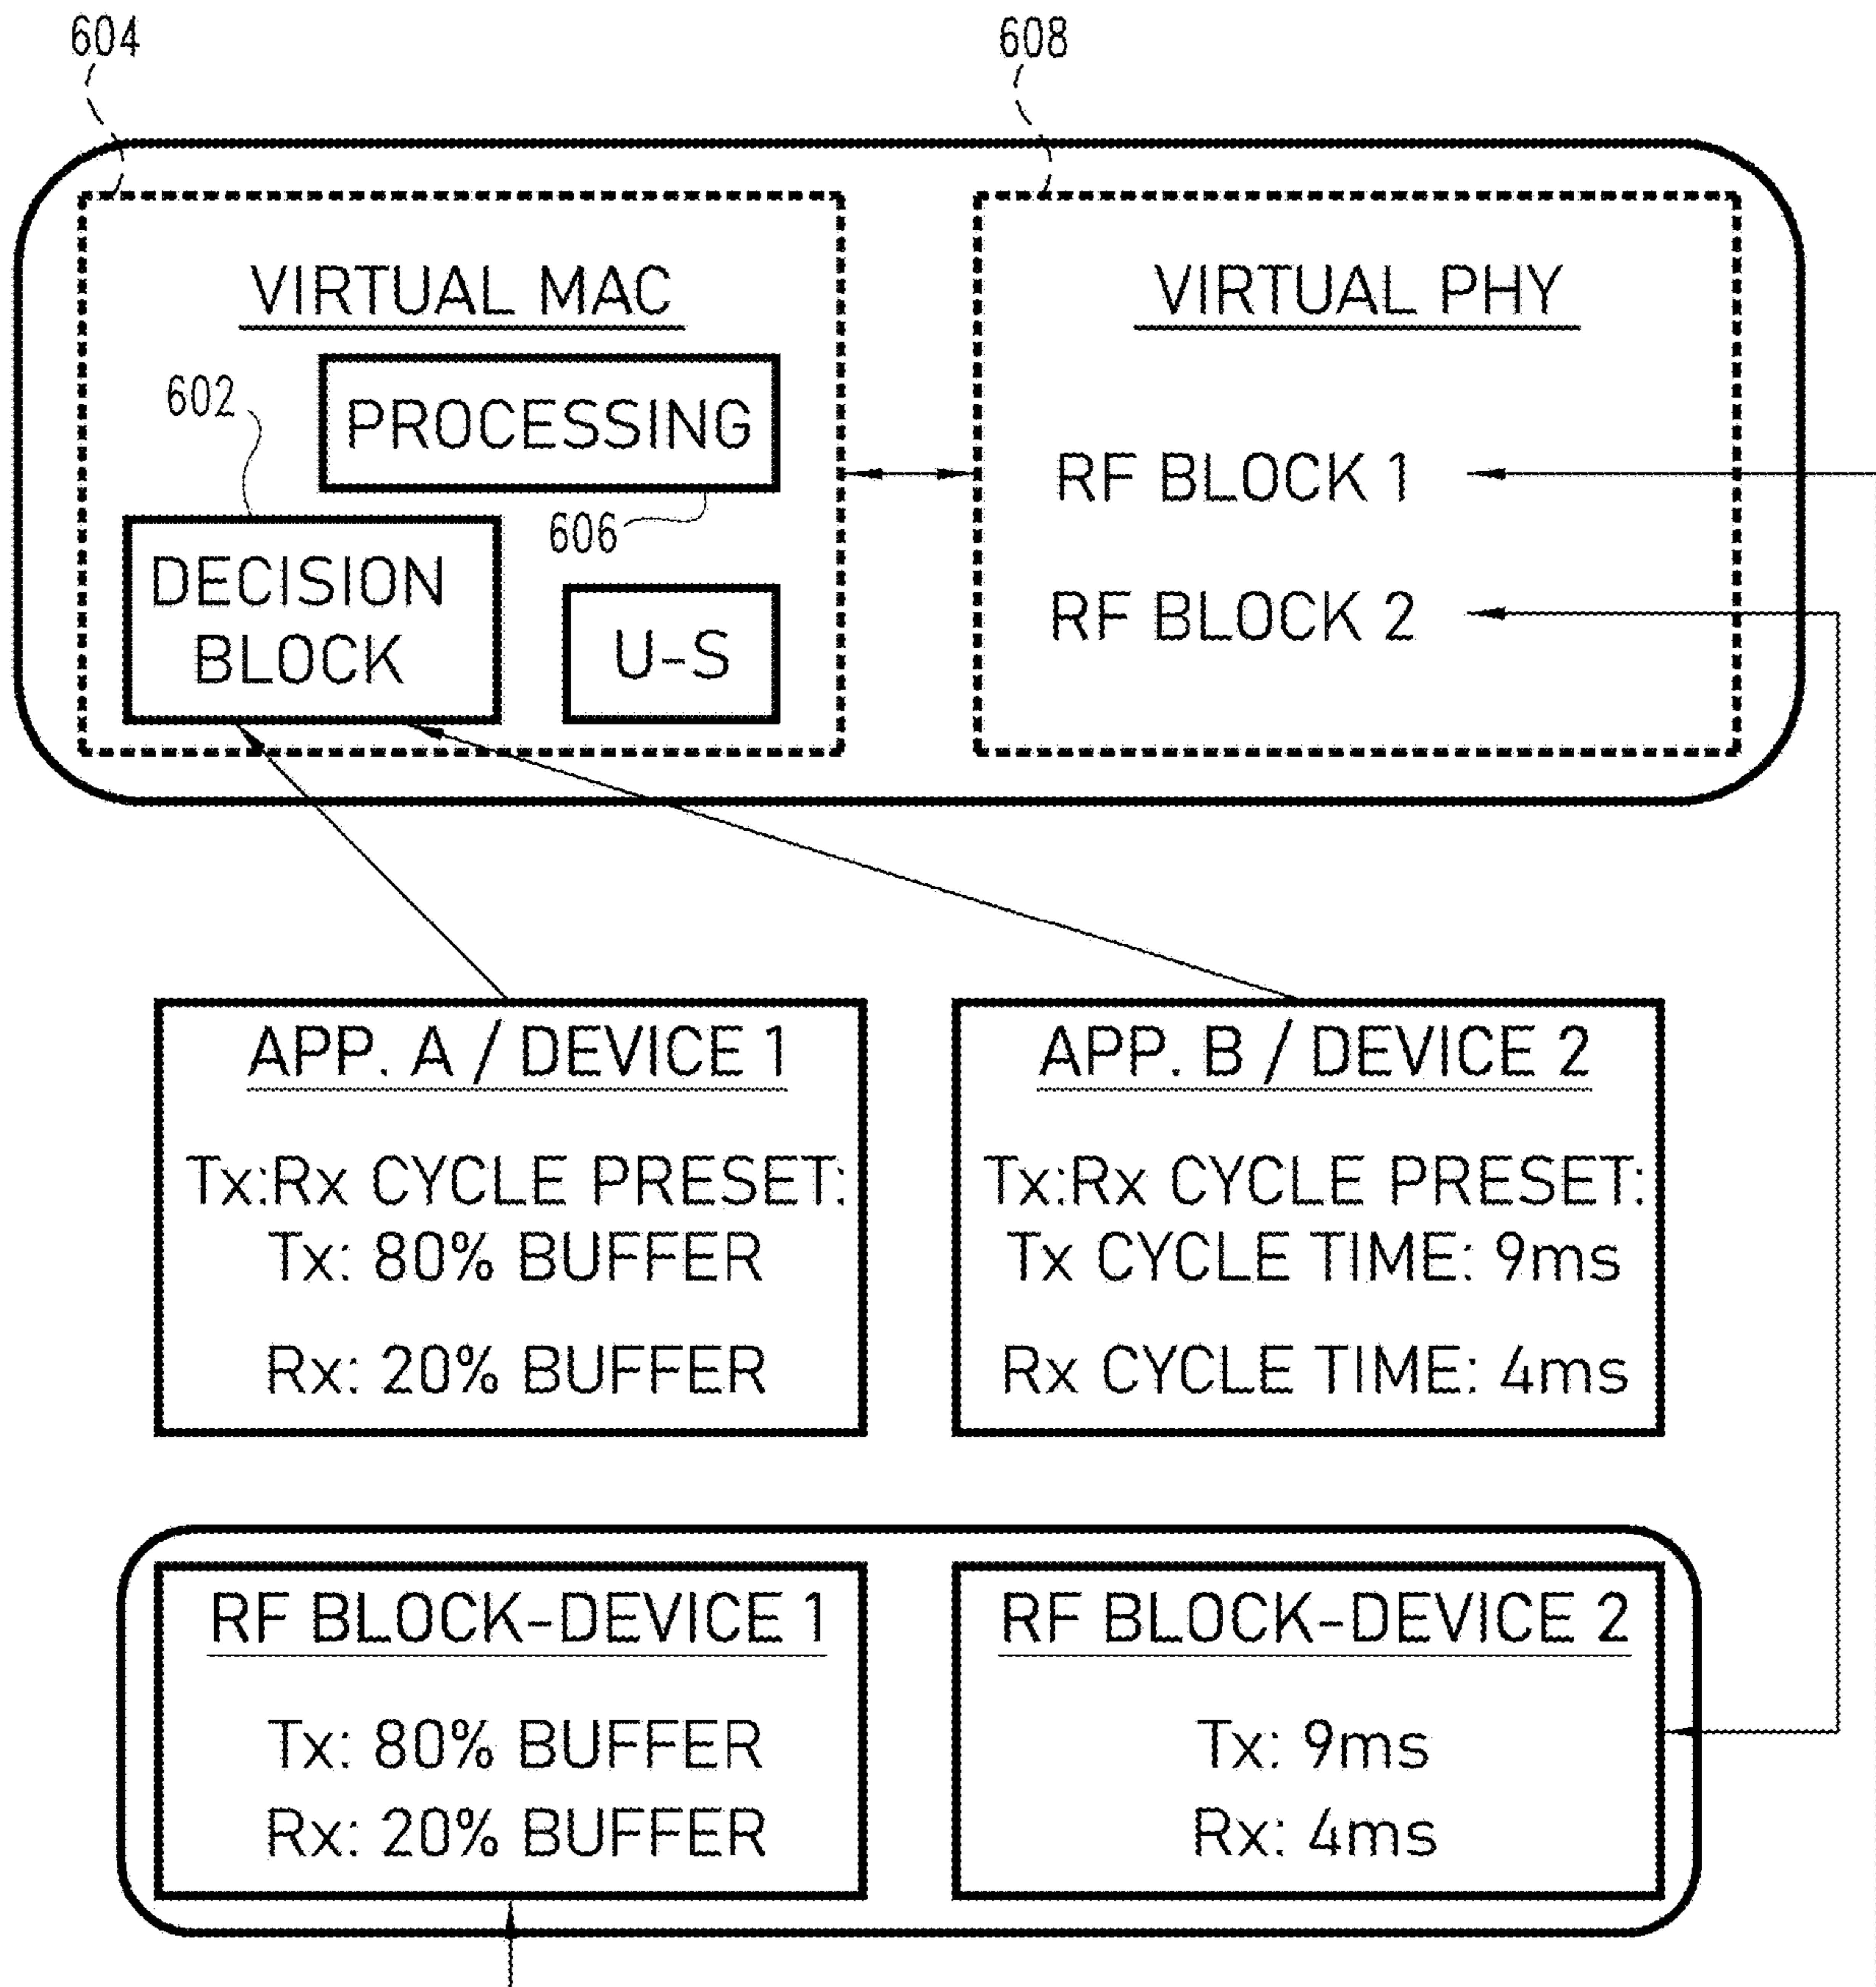 604
608
VIRTUAL MAC
VIRTUAL PHY
602
PROCESSING
RF BLOCK 1
606
DECISION
BLOCK
U-S
RF BLOCK 2
APP. A / DEVICE 1
Tx:Rx CYCLE PRESET:
Tx: 80% BUFFER
Rx: 20% BUFFER
APP. B / DEVICE 2
Tx:Rx CYCLE PRESET:
Tx CYCLE TIME: 9ms
Rx CYCLE TIME: 4ms
RF BLOCK-DEVICE 1
Tx: 80% BUFFER
Rx: 20% BUFFER
RF BLOCK-DEVICE 2
Tx: 9ms
Rx: 4ms